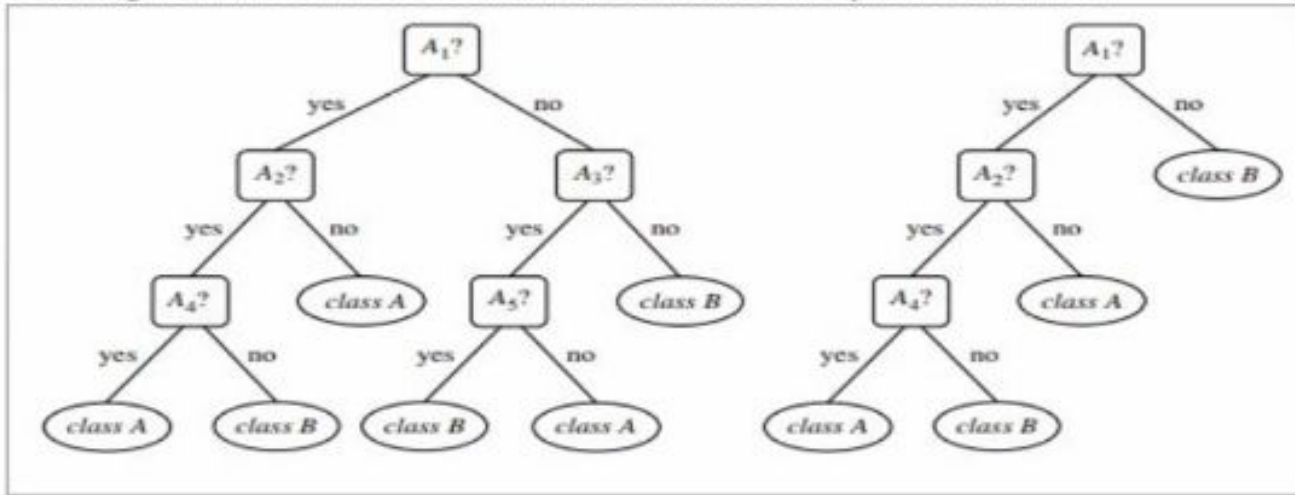 A1? A1?
yes no yes no
A2? A3? A2? class B
yes no yes no yes no
A4? class A A5? class B A4? class A
yes no yes no yes no
class A class B class B class A class A class B